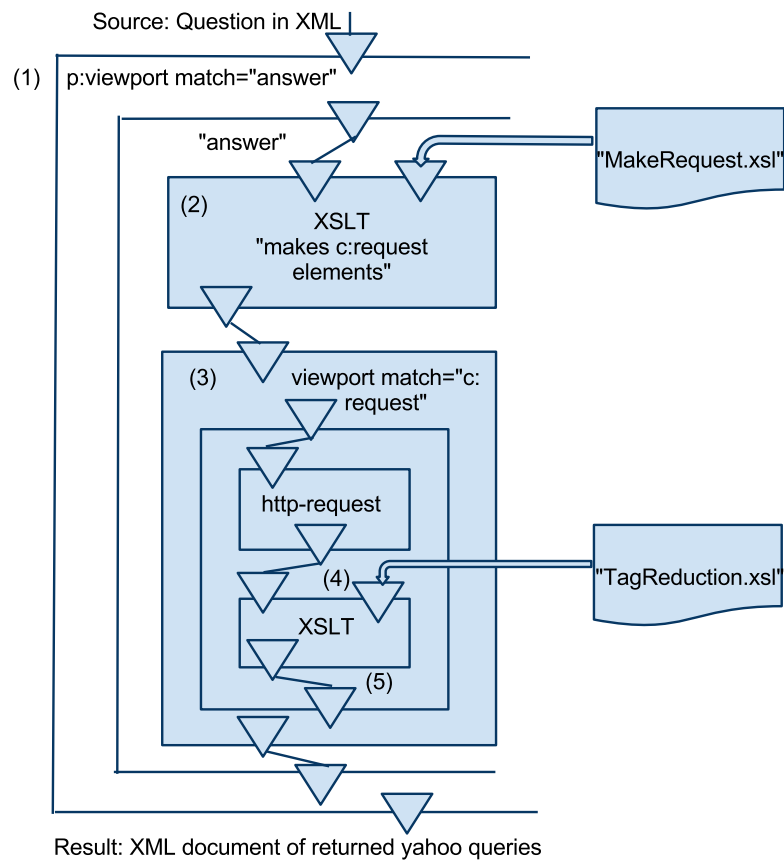 Source: Question in XML
(1)
p:viewport match="answer"
"answer"
"MakeRequest.xsl"
(2)
XSLT
"makes c:request
elements"
(3)
viewport match="c:
request"
http-request
(4)
"TagReduction.xsl"
XSLT
(5)
Result: XML document of returned yahoo queries